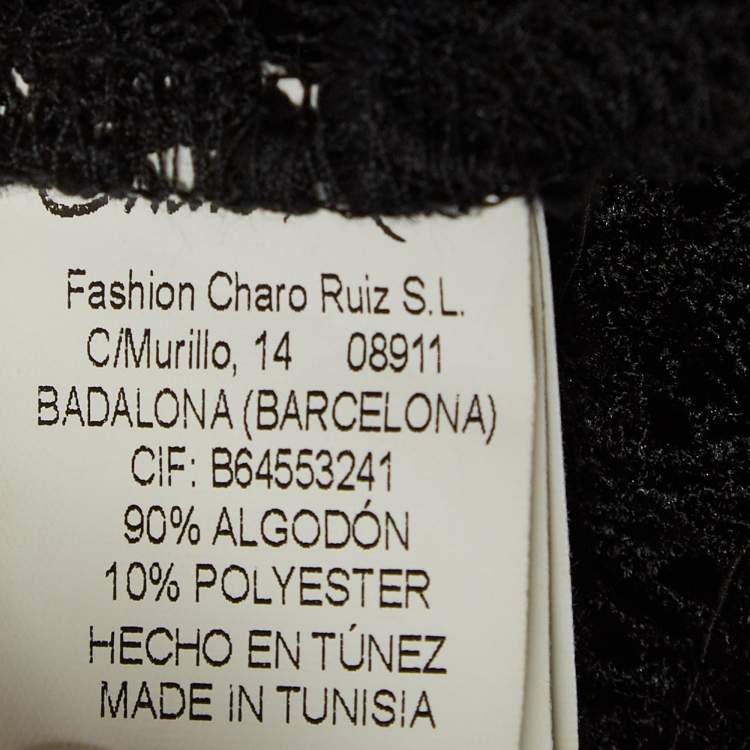 Fashion Charo Ruiz S.L.
C/Murillo, 14 08911
BADALONA (BARCELONA)
CIF: B64553241
90% ALGODÓN
10% POLYESTER
HECHO EN TÚNEZ
MADE IN TUNISIA